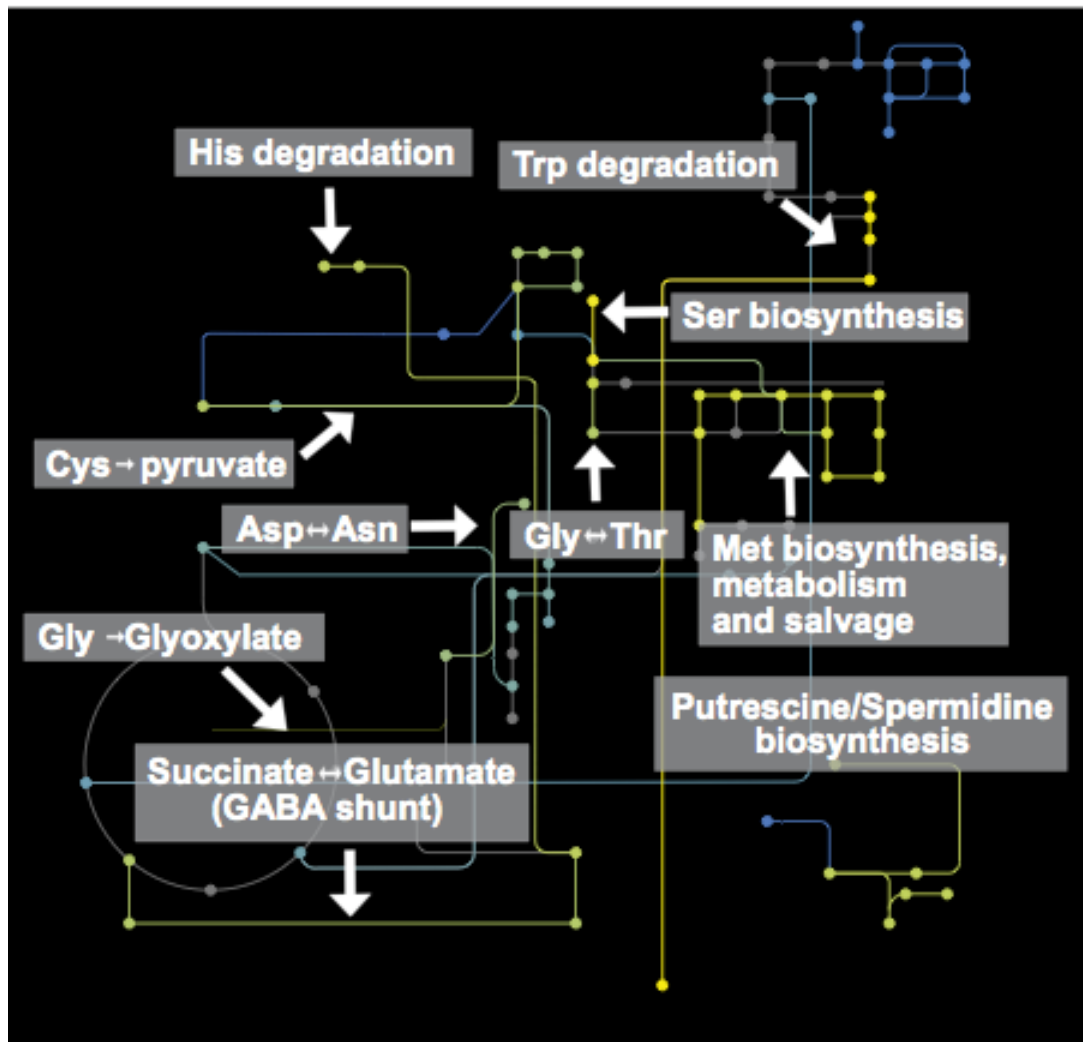 His degradation
Trp degradation
Ser biosynthesis
Cys→pyruvate
Asp↔Asn
Gly↔Thr
Met biosynthesis,
metabolism
and salvage
Gly →Glyoxylate
Putrescine/Spermidine
biosynthesis
Succinate↔Glutamate
(GABA shunt)